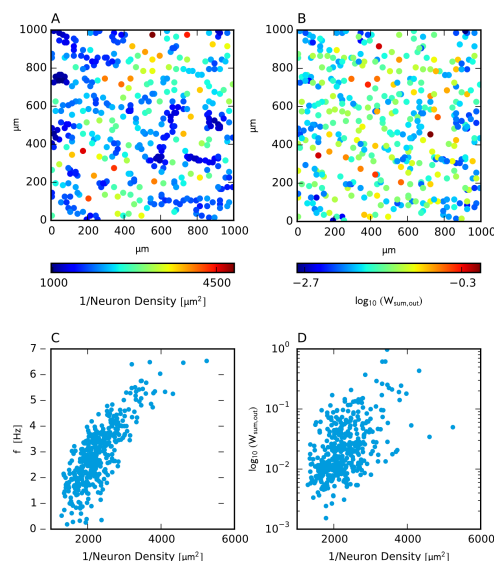 A
B
1000
800
600
400
200
0
µm
0 200 400 600 800 1000
µm
1000
800
600
400
200
0
µm
0 200 400 600 800 1000
µm
1000 4500
1/Neuron Density [µm²]
−2.7 −0.3
log₁₀ (W_sum,out)
C
D
7
6
5
4
3
2
1
0
f [Hz]
2000 4000 6000
1/Neuron Density [µm²]
10⁰
10⁻¹
10⁻²
10⁻³
log₁₀ (W_sum,out)
2000 4000 6000
1/Neuron Density [µm²]